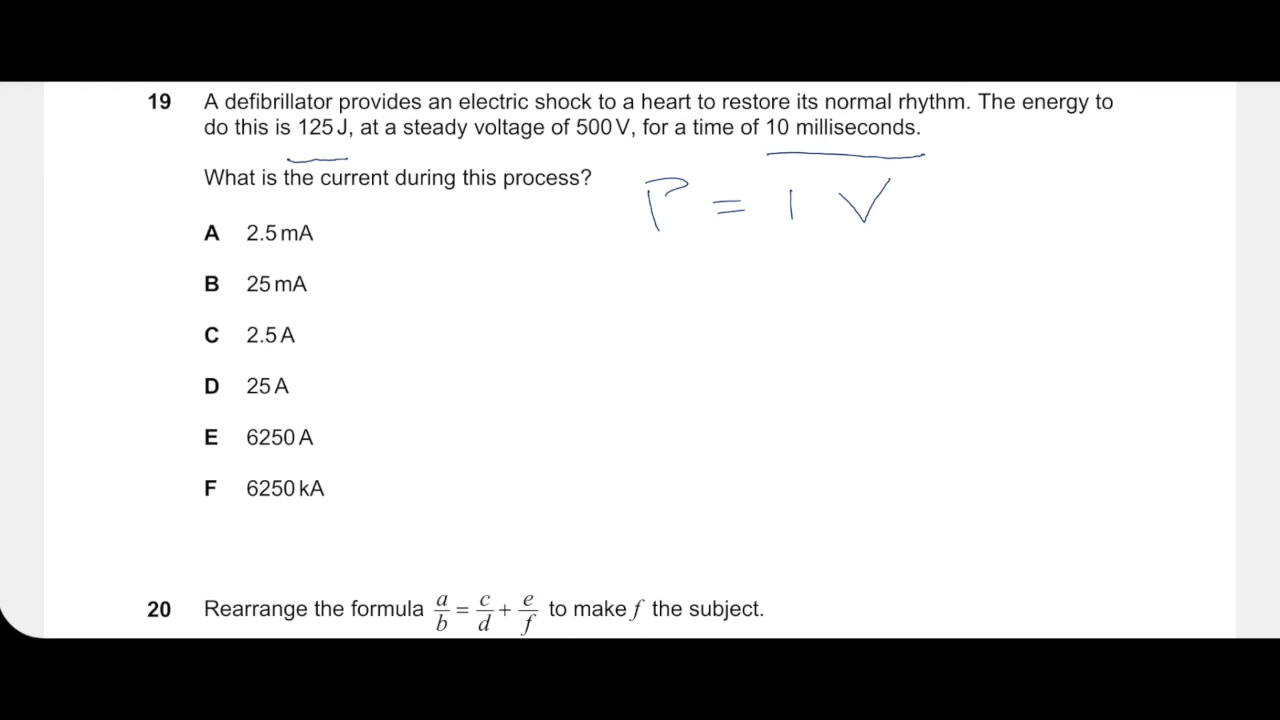 19 A defibrillator provides an electric shock to a heart to restore its normal rhythm. The energy to
do this is 125 J, at a steady voltage of 500 V, for a time of 10 milliseconds.
What is the current during this process?
P = I V
A 2.5 mA
B 25 mA
C 2.5 A
D 25 A
E 6250 A
F 6250 kA
20 Rearrange the formula a/b = c/d + e/f to make f the subject.